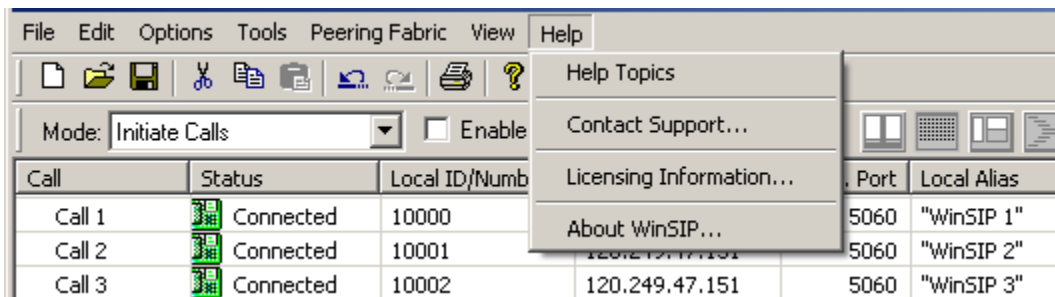 File Edit Options Tools Peering Fabric View Help
Help Topics
Contact Support...
Licensing Information...
About WinSIP...
Mode: Initiate Calls Enable
Call Status Local ID/Numb . Port Local Alias
Call 1 Connected 10000 5060 "WinSIP 1"
Call 2 Connected 10001 5060 "WinSIP 2"
Call 3 Connected 10002 120.249.47.151 5060 "WinSIP 3"